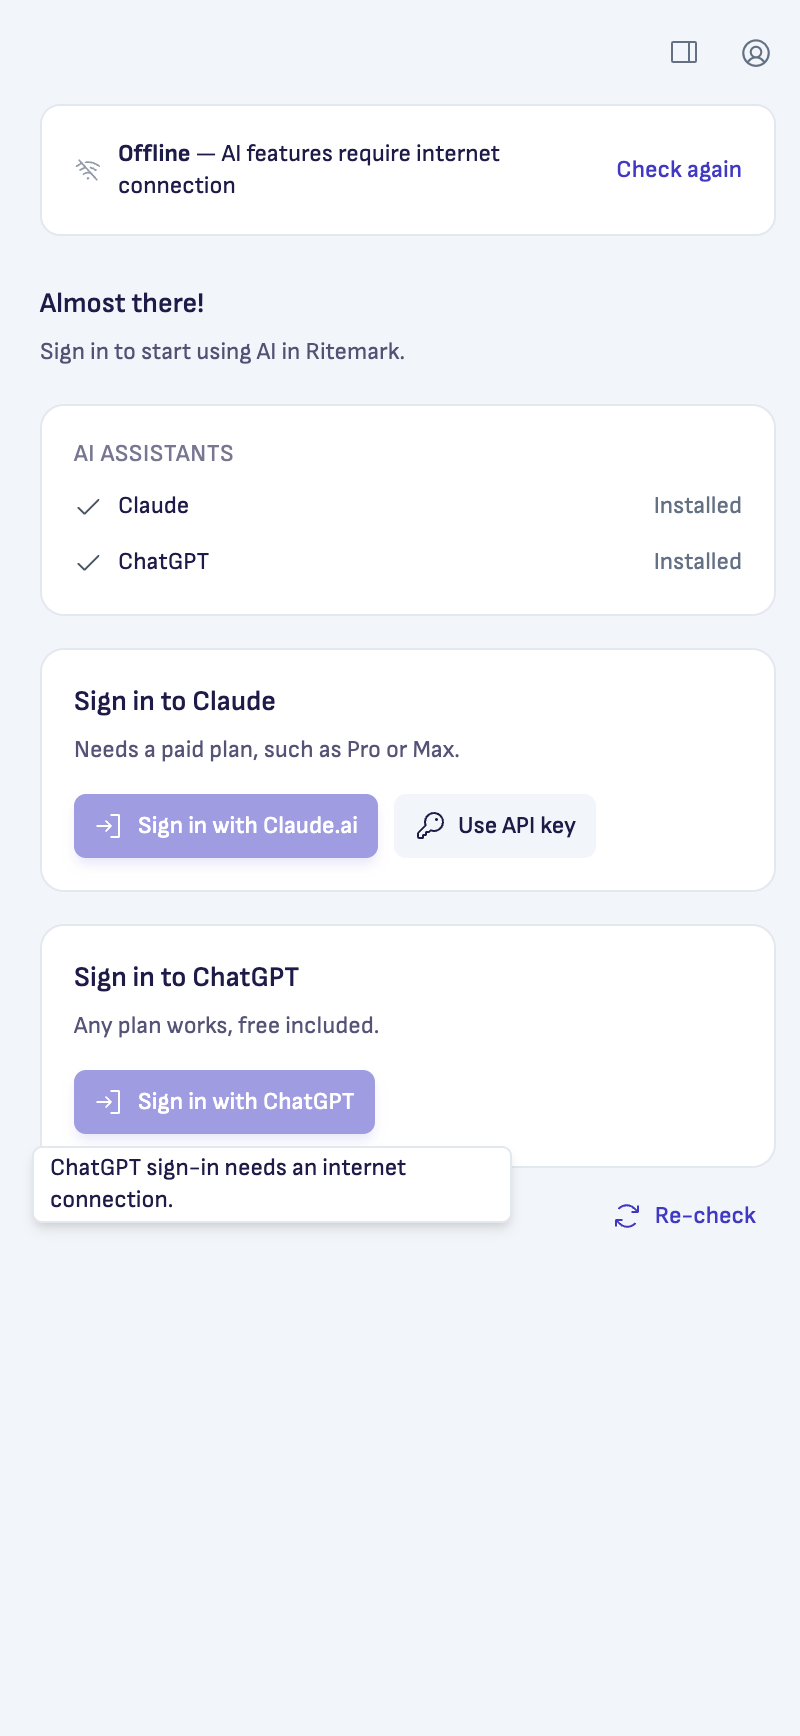 Offline — AI features require internet
connection
Check again
Almost there!
Sign in to start using AI in Ritemark.
AI ASSISTANTS
Claude
Installed
ChatGPT
Installed
Sign in to Claude
Needs a paid plan, such as Pro or Max.
Sign in with Claude.ai
Use API key
Sign in to ChatGPT
Any plan works, free included.
Sign in with ChatGPT
ChatGPT sign-in needs an internet
connection.
Re-check